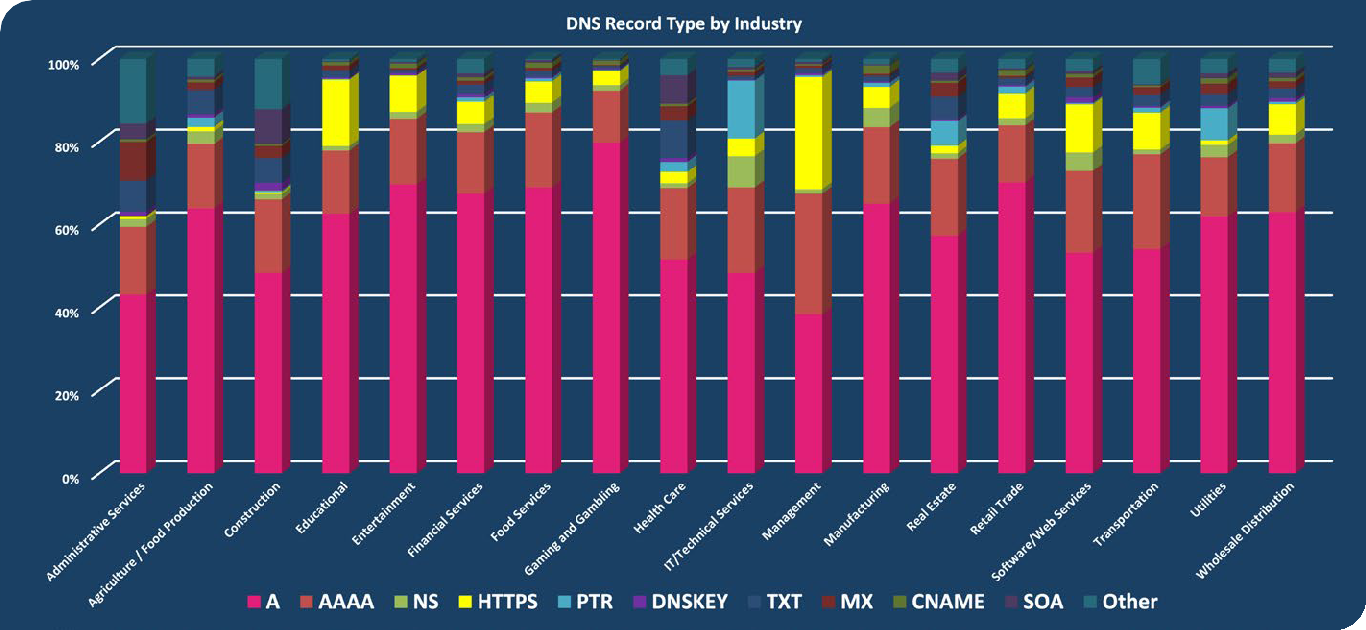 DNS Record Type by Industry
100%
80%
60%
40%
20%
0%
Administrative Services
Agriculture / Food Production
Construction
Educational
Entertainment
Financial Services
Food Services
Gaming and Gambling
Health Care
IT/Technical Services
Management
Manufacturing
Real Estate
Retail Trade
Software/Web Services
Transportation
Utilities
Wholesale Distribution
A AAAA NS HTTPS PTR DNSKEY TXT MX CNAME SOA Other